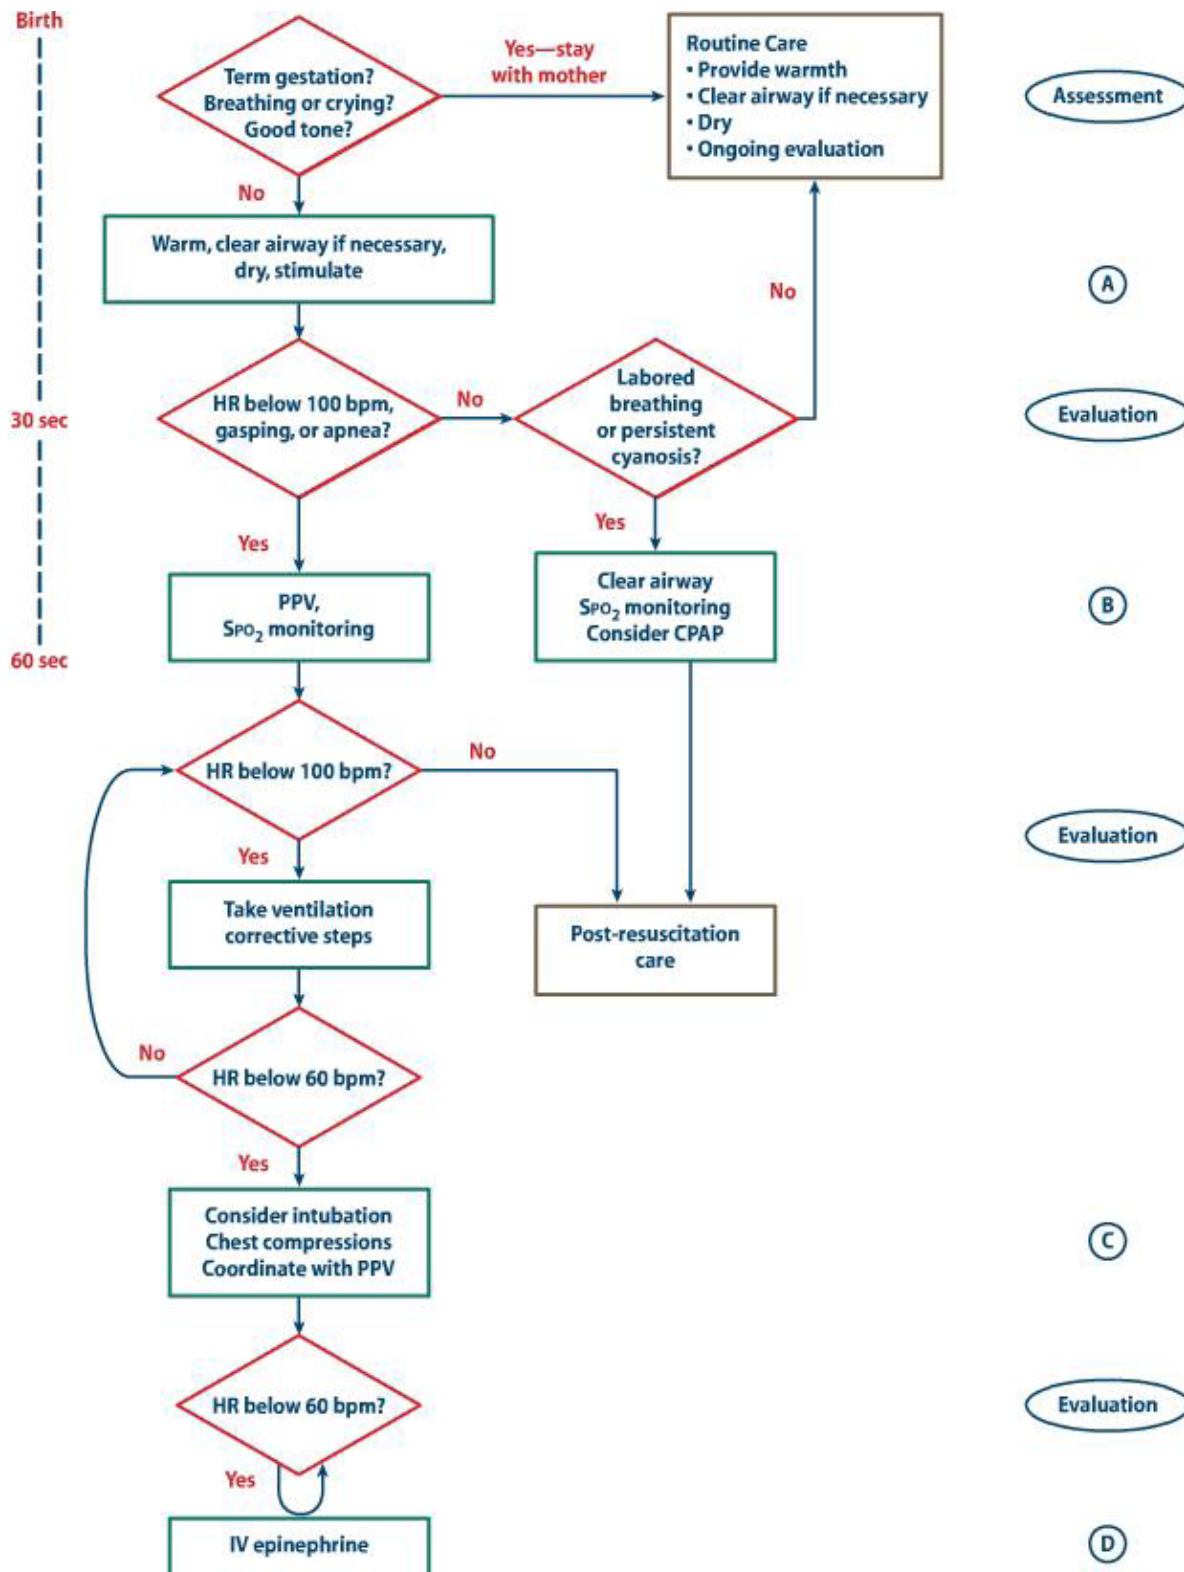 Birth
Term gestation?
Breathing or crying?
Good tone?
Yes—stay
with mother
Routine Care
• Provide warmth
• Clear airway if necessary
• Dry
• Ongoing evaluation
Assessment
No
Warm, clear airway if necessary,
dry, stimulate
No
A
30 sec
HR below 100 bpm,
gasping, or apnea?
No
Labored
breathing
or persistent
cyanosis?
Evaluation
Yes
Yes
PPV,
SPO2 monitoring
Clear airway
SPO2 monitoring
Consider CPAP
B
60 sec
HR below 100 bpm?
No
Evaluation
Yes
Take ventilation
corrective steps
Post-resuscitation
care
No
HR below 60 bpm?
Yes
Consider intubation
Chest compressions
Coordinate with PPV
C
HR below 60 bpm?
Evaluation
Yes
IV epinephrine
D